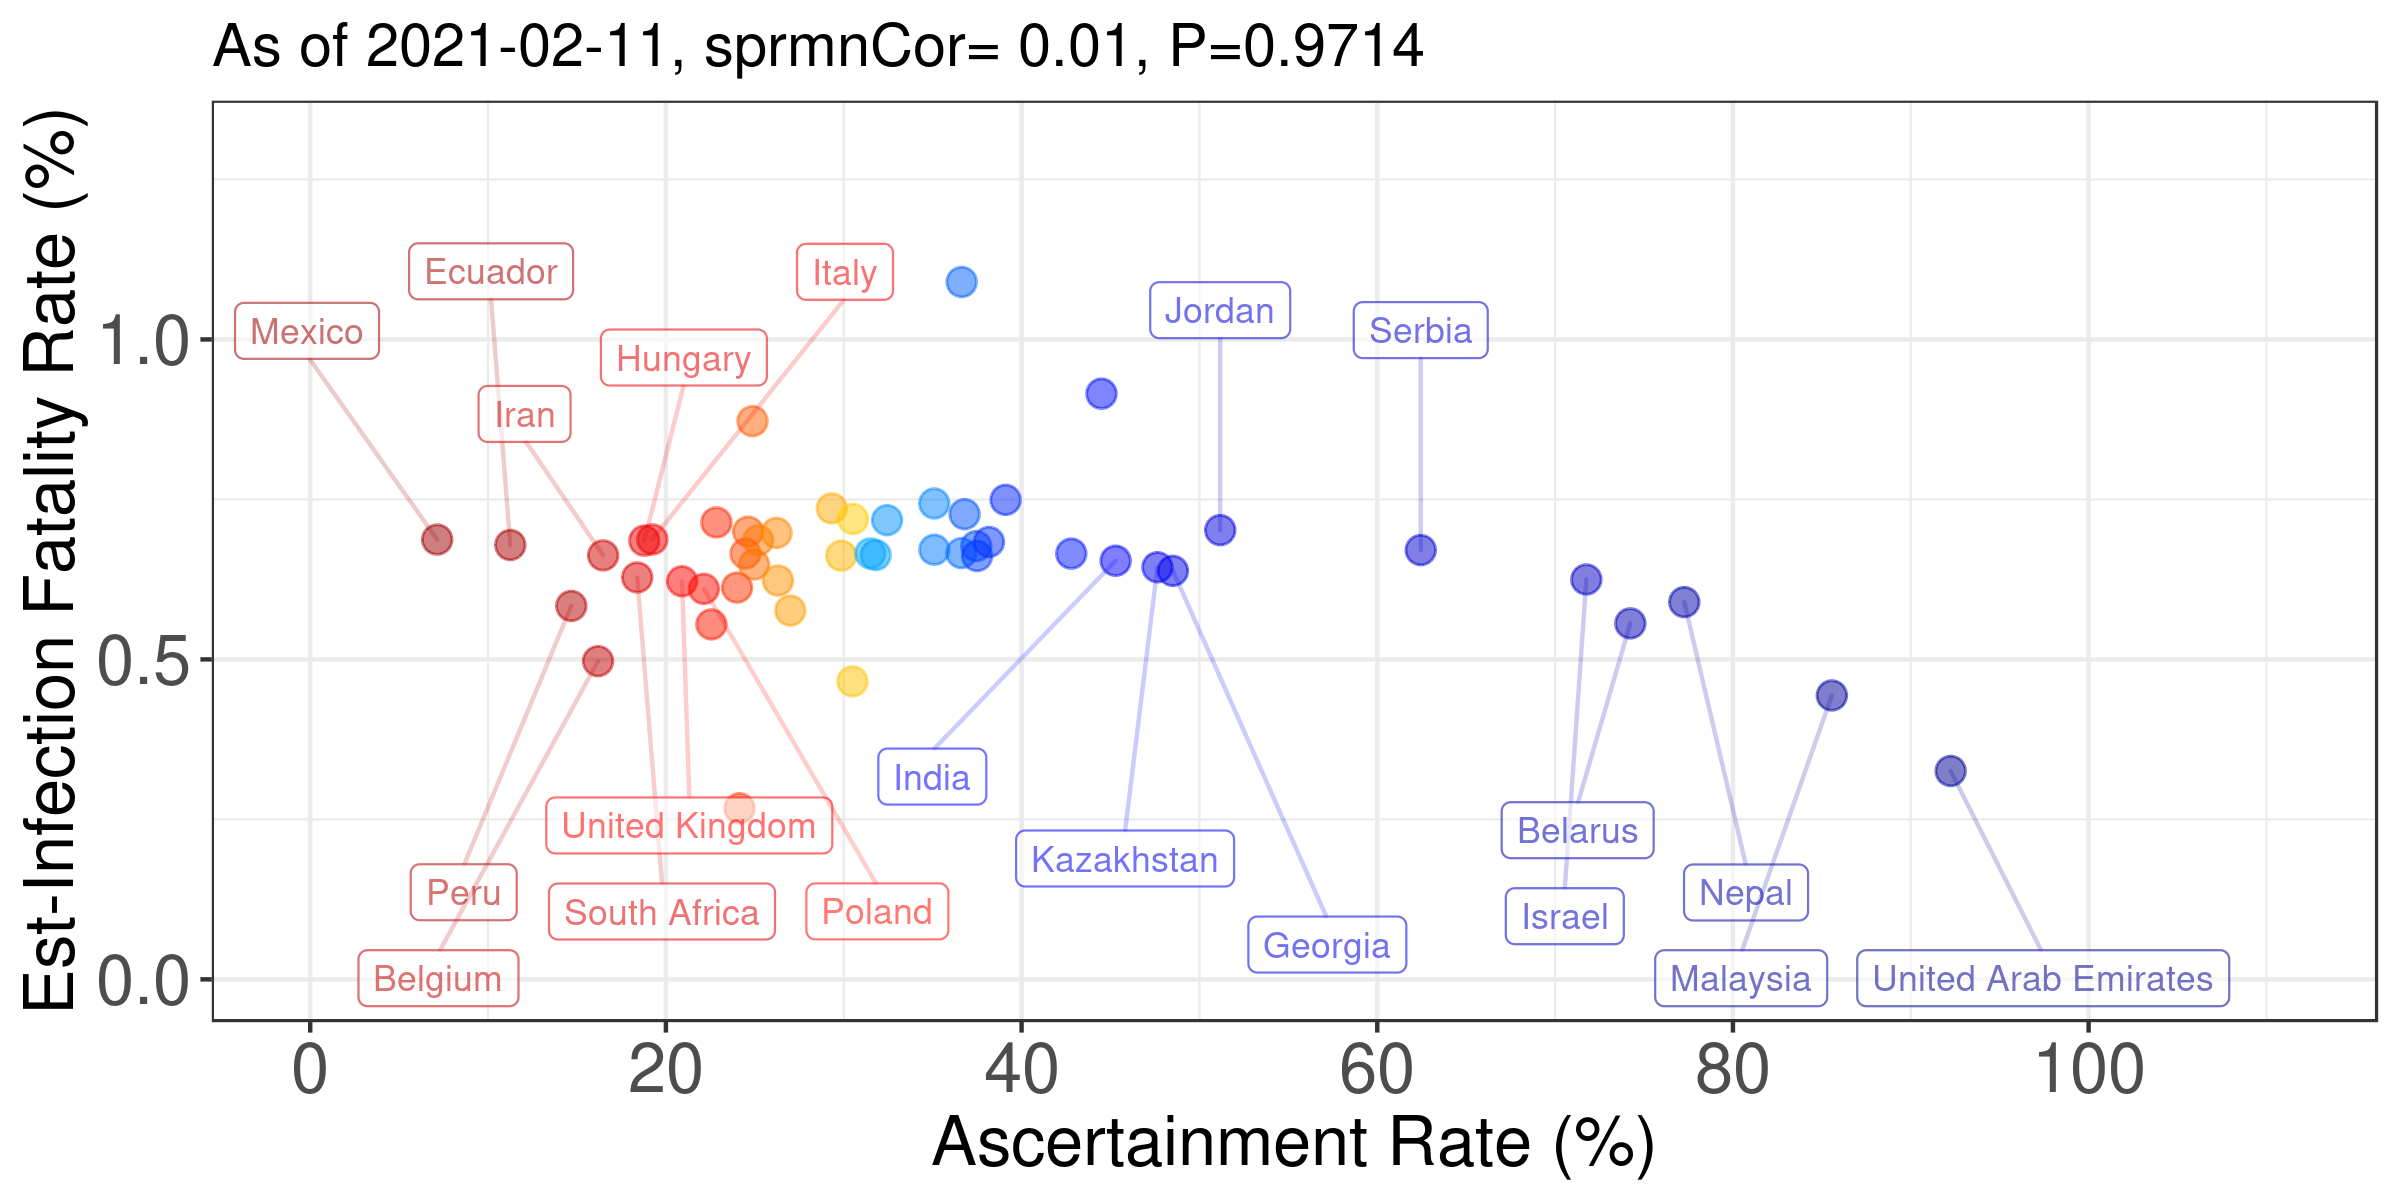 As of 2021-02-11, sprmnCor= 0.01, P=0.9714
Est-Infection Fatality Rate (%)
1.0
0.5
0.0
Ecuador
Italy
Mexico
Jordan
Serbia
Hungary
Iran
India
United Kingdom
Belarus
Kazakhstan
Peru
Nepal
South Africa
Poland
Israel
Georgia
Belgium
Malaysia
United Arab Emirates
0 20 40 60 80 100
Ascertainment Rate (%)